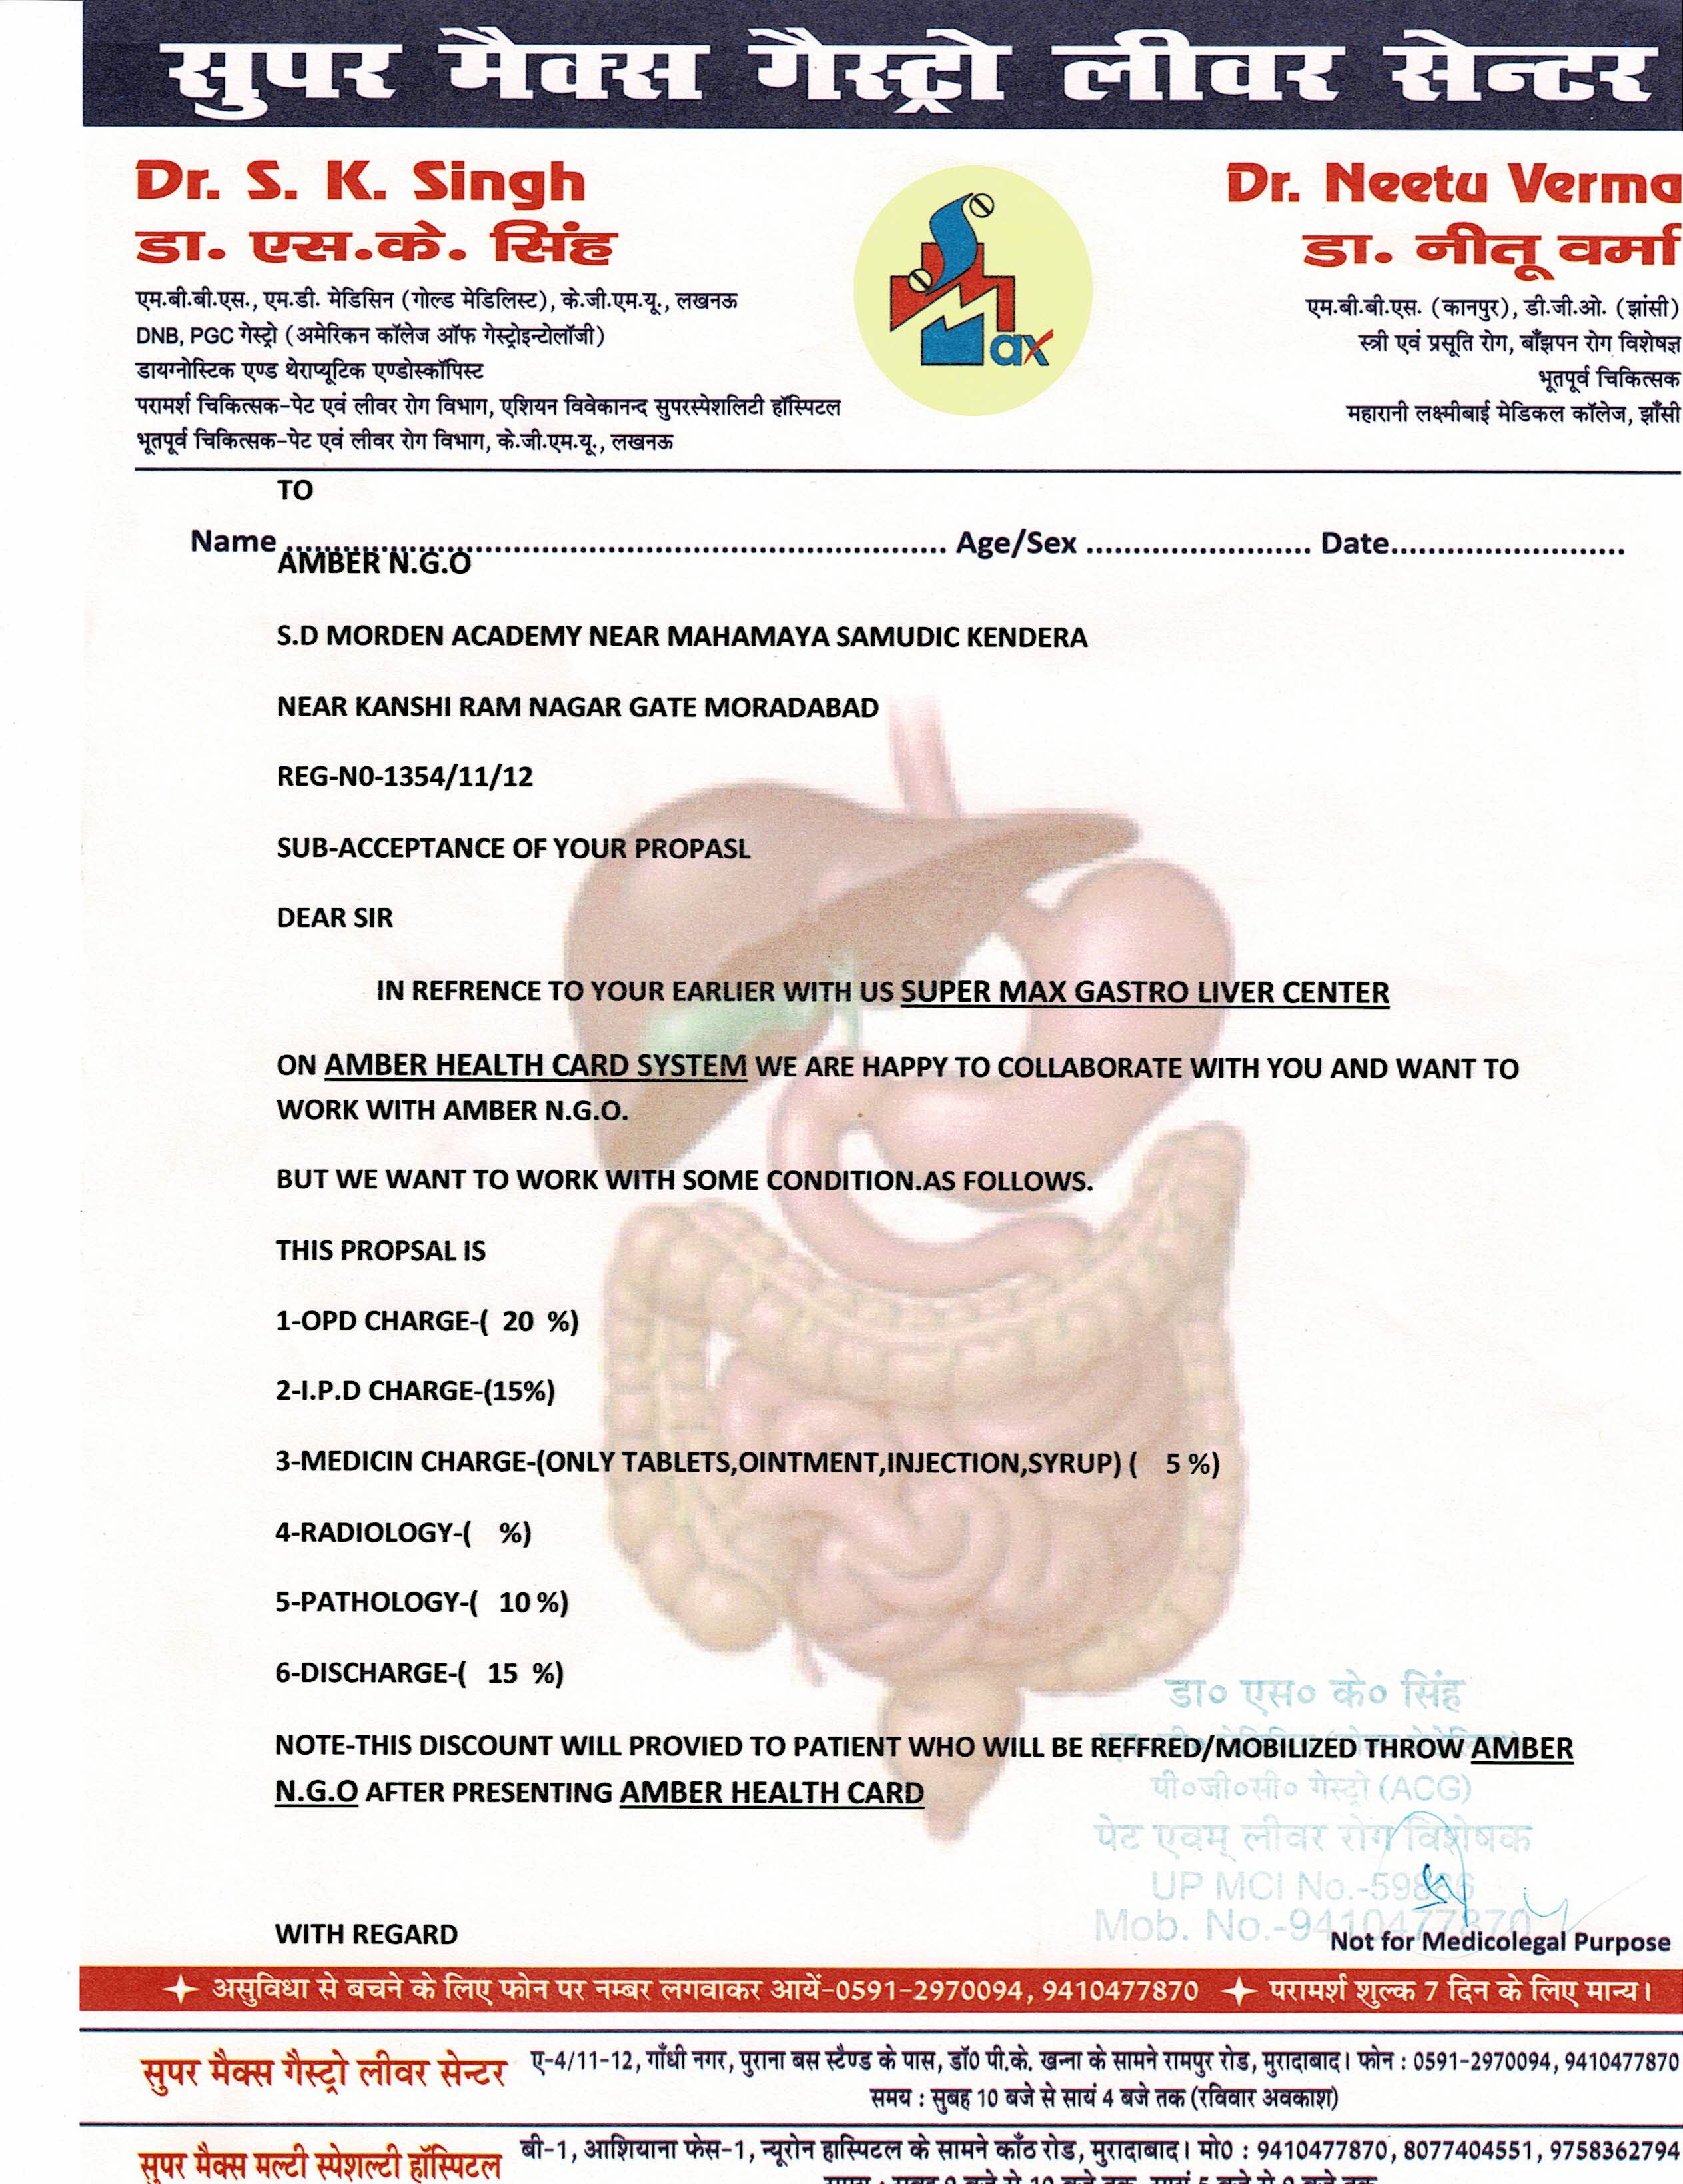 सुपर मैक्स गैस्ट्रो लीवर सेन्टर
Dr. S. K. Singh
डा. एस.के. सिंह
एम.बी.बी.एस., एम.डी. मेडिसिन (गोल्ड मेडिलिस्ट), के.जी.एम.यू., लखनऊ
DNB, PGC गेस्ट्रो (अमेरिकन कॉलेज ऑफ गेस्ट्रोइन्टोलॉजी)
डायग्नोस्टिक एण्ड थेराप्यूटिक एण्डोस्कॉपिस्ट
परामर्श चिकित्सक-पेट एवं लीवर रोग विभाग, एशियन विवेकानन्द सुपरस्पेशलिटी हॉस्पिटल
भूतपूर्व चिकित्सक-पेट एवं लीवर रोग विभाग, के.जी.एम.यू., लखनऊ
Max
Dr. Neetu Verma
डा. नीतू वर्मा
एम.बी.बी.एस. (कानपुर), डी.जी.ओ. (झांसी)
स्त्री एवं प्रसूति रोग, बाँझपन रोग विशेषज्ञ
भूतपूर्व चिकित्सक
महारानी लक्ष्मीबाई मेडिकल कॉलेज, झाँसी
TO
Name ........................ Age/Sex ........................ Date.........................
AMBER N.G.O
S.D MORDEN ACADEMY NEAR MAHAMAYA SAMUDIC KENDERA
NEAR KANSHI RAM NAGAR GATE MORADABAD
REG-N0-1354/11/12
SUB-ACCEPTANCE OF YOUR PROPASL
DEAR SIR
IN REFRENCE TO YOUR EARLIER WITH US SUPER MAX GASTRO LIVER CENTER
ON AMBER HEALTH CARD SYSTEM WE ARE HAPPY TO COLLABORATE WITH YOU AND WANT TO
WORK WITH AMBER N.G.O.
BUT WE WANT TO WORK WITH SOME CONDITION.AS FOLLOWS.
THIS PROPSAL IS
1-OPD CHARGE-( 20 %)
2-I.P.D CHARGE-(15%)
3-MEDICIN CHARGE-(ONLY TABLETS,OINTMENT,INJECTION,SYRUP) ( 5 %)
4-RADIOLOGY-( %)
5-PATHOLOGY-( 10 %)
6-DISCHARGE-( 15 %)
NOTE-THIS DISCOUNT WILL PROVIED TO PATIENT WHO WILL BE REFFRED/MOBILIZED THROW AMBER
N.G.O AFTER PRESENTING AMBER HEALTH CARD
डा० एस० के० सिंह
पी०जी०सी० गेस्ट्रो (ACG)
पेट एवम् लीवर रोग विशेषक
UP MCI No.-59886
Mob. No.-9410477870
WITH REGARD
Not for Medicolegal Purpose
असुविधा से बचने के लिए फोन पर नम्बर लगवाकर आयें-0591-2970094, 9410477870 परामर्श शुल्क 7 दिन के लिए मान्य।
सुपर मैक्स गैस्ट्रो लीवर सेन्टर
ए-4/11-12, गाँधी नगर, पुराना बस स्टैण्ड के पास, डॉ0 पी.के. खन्ना के सामने रामपुर रोड, मुरादाबाद। फोन : 0591-2970094, 9410477870
समय : सुबह 10 बजे से सायं 4 बजे तक (रविवार अवकाश)
सुपर मैक्स मल्टी स्पेशल्टी हॉस्पिटल
बी-1, आशियाना फेस-1, न्यूरोन हास्पिटल के सामने काँठ रोड, मुरादाबाद। मो0 : 9410477870, 8077404551, 9758362794